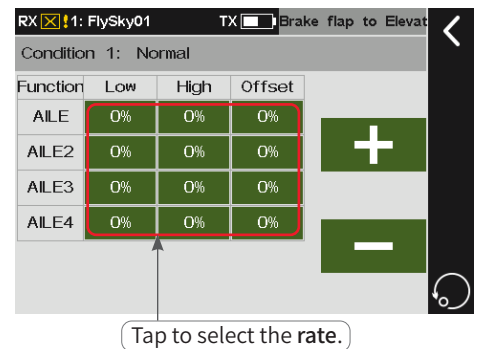 RX !1: FlySky01 TX Brake flap to Elevat
Condition 1: Normal
Function Low High Offset
AILE 0% 0% 0%
AILE2 0% 0% 0%
AILE3 0% 0% 0%
AILE4 0% 0% 0%
+
−
Tap to select the rate.